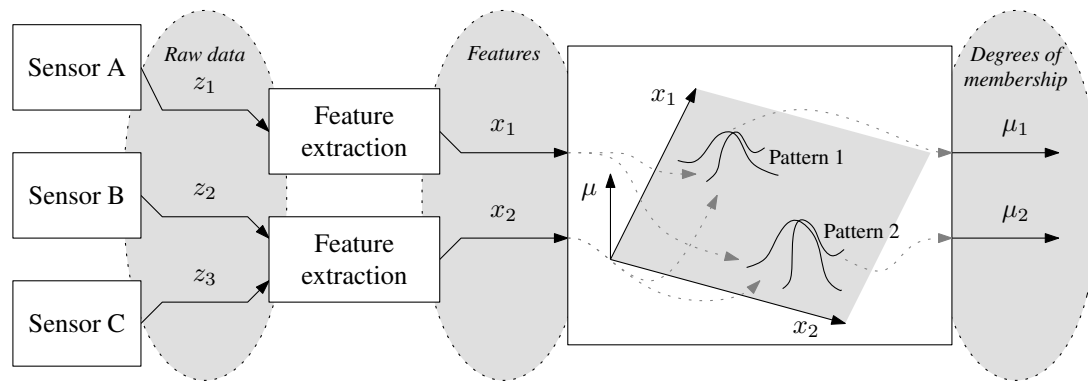 Sensor A
Raw data
z1
Feature
extraction
Features
x1
x1
Pattern 1
Degrees of
membership
μ1
Sensor B
z2
x2
μ
Pattern 2
μ2
Feature
extraction
z3
Sensor C
x2